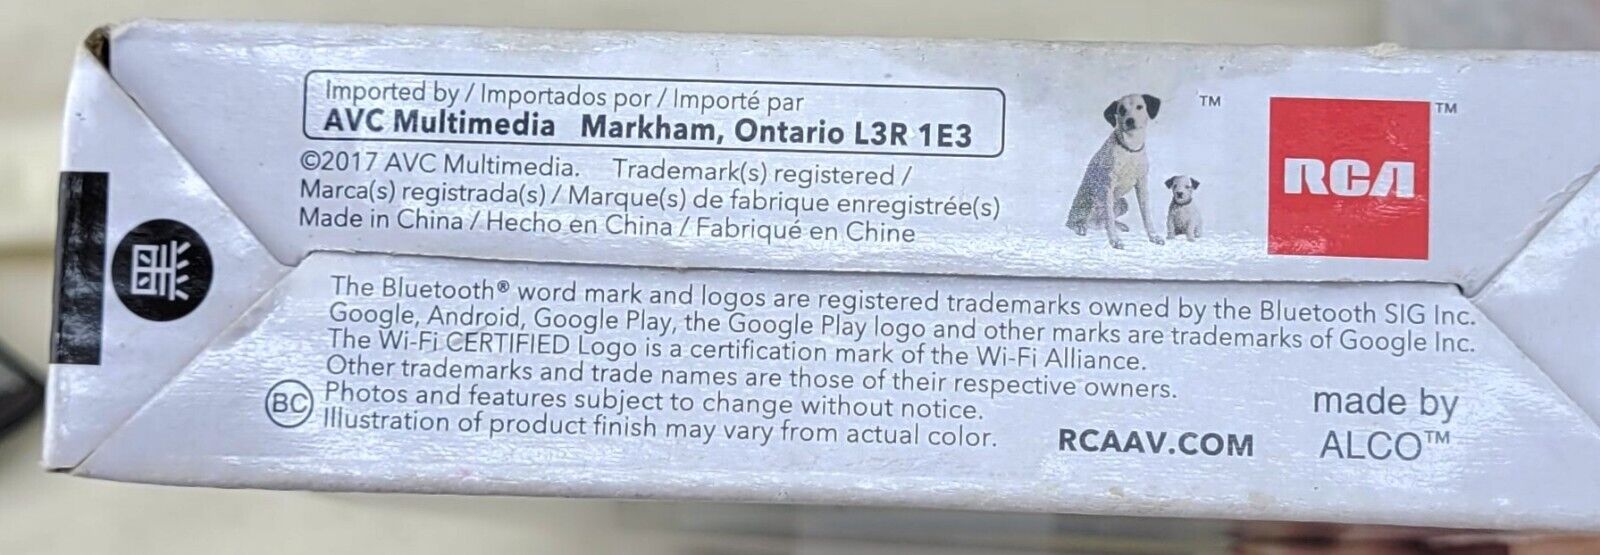 Imported by / Importados por / Importé par
AVC Multimedia Markham, Ontario L3R 1E3
©2017 AVC Multimedia. Trademark(s) registered /
Marca(s) registrada(s) / Marque(s) de fabrique enregistrée(s)
Made in China / Hecho en China / Fabriqué en Chine
TM
RCA TM
The Bluetooth® word mark and logos are registered trademarks owned by the Bluetooth SIG Inc.
Google, Android, Google Play, the Google Play logo and other marks are trademarks of Google Inc.
The Wi-Fi CERTIFIED Logo is a certification mark of the Wi-Fi Alliance.
Other trademarks and trade names are those of their respective owners.
BC Photos and features subject to change without notice.
Illustration of product finish may vary from actual color.
RCAAV.COM
made by
ALCO™